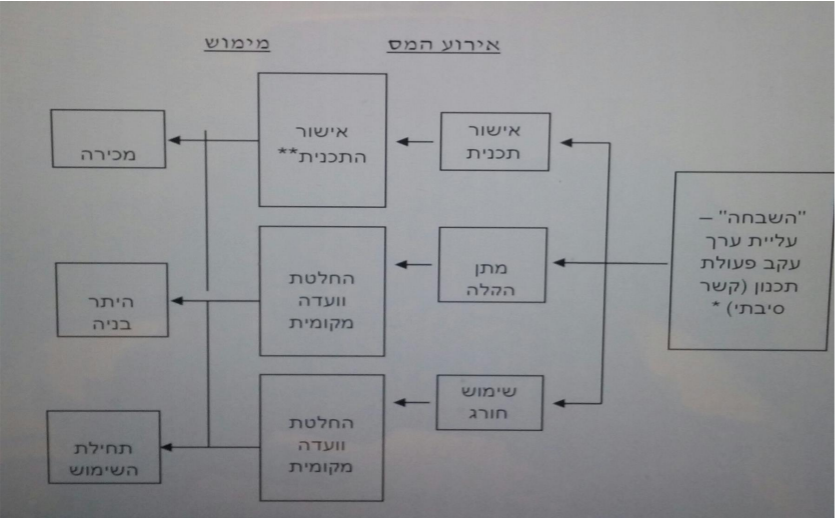 אירוע המס
מימוש
"השבחה" –
עליית ערך
עקב פעולת
תכנון (קשר
סיבתי) *
אישור
תכנית
אישור
התכנית**
מכירה
מתן
הקלה
החלטת
וועדה
מקומית
היתר
בניה
שימוש
חורג
החלטת
וועדה
מקומית
תחילת
השימוש